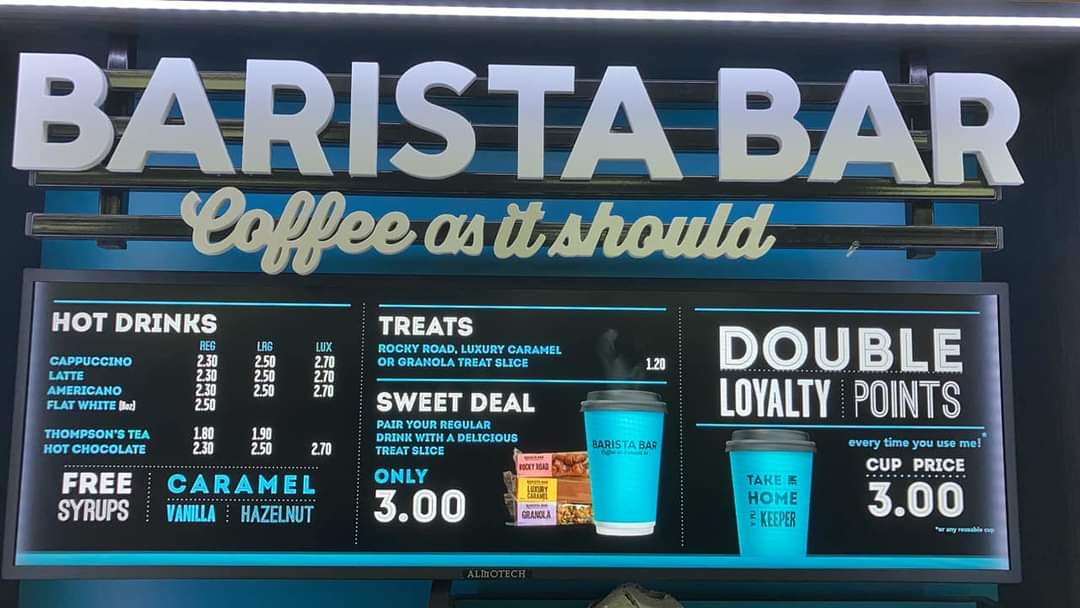 BARISTA BAR
Coffee as it should
HOT DRINKS
REG LRG LUX
CAPPUCCINO 2.30 2.50 2.70
LATTE 2.30 2.50 2.70
AMERICANO 2.30 2.50 2.70
FLAT WHITE (8oz) 2.50
THOMPSON'S TEA 1.80 1.90
HOT CHOCOLATE 2.30 2.50 2.70
FREE SYRUPS
CARAMEL
VANILLA HAZELNUT
TREATS
ROCKY ROAD, LUXURY CARAMEL
OR GRANOLA TREAT SLICE 1.20
SWEET DEAL
PAIR YOUR REGULAR
DRINK WITH A DELICIOUS
TREAT SLICE
ONLY
3.00
ROCKY ROAD
LUXURY
CARAMEL
GRANOLA
BARISTA BAR
Coffee as it should
DOUBLE
LOYALTY POINTS
every time you use me!*
CUP PRICE
3.00
*or any reusable cup
TAKE ME
HOME
KEEPER
ALMOTECH